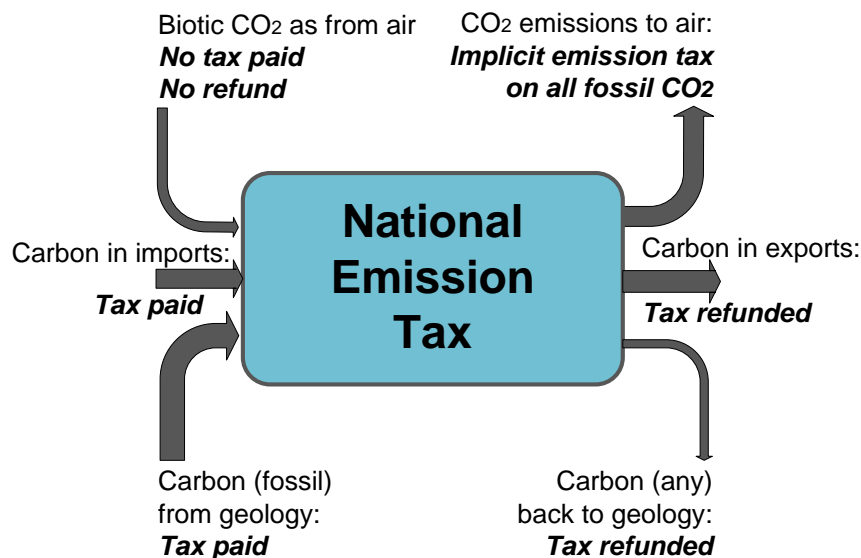 Biotic CO2 as from air
No tax paid
No refund
CO2 emissions to air:
Implicit emission tax
on all fossil CO2
National
Emission
Tax
Carbon in imports:
Tax paid
Carbon in exports:
Tax refunded
Carbon (fossil)
from geology:
Tax paid
Carbon (any)
back to geology:
Tax refunded